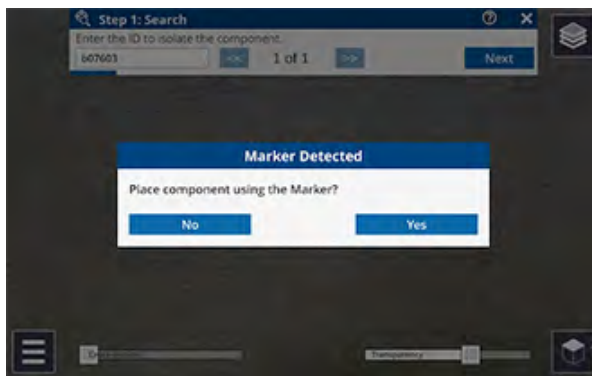 Step 1: Search
Enter the ID to isolate the component.
b07603
<< 1 of 1 >>
Next
Marker Detected
Place component using the Marker?
No
Yes
Transparency